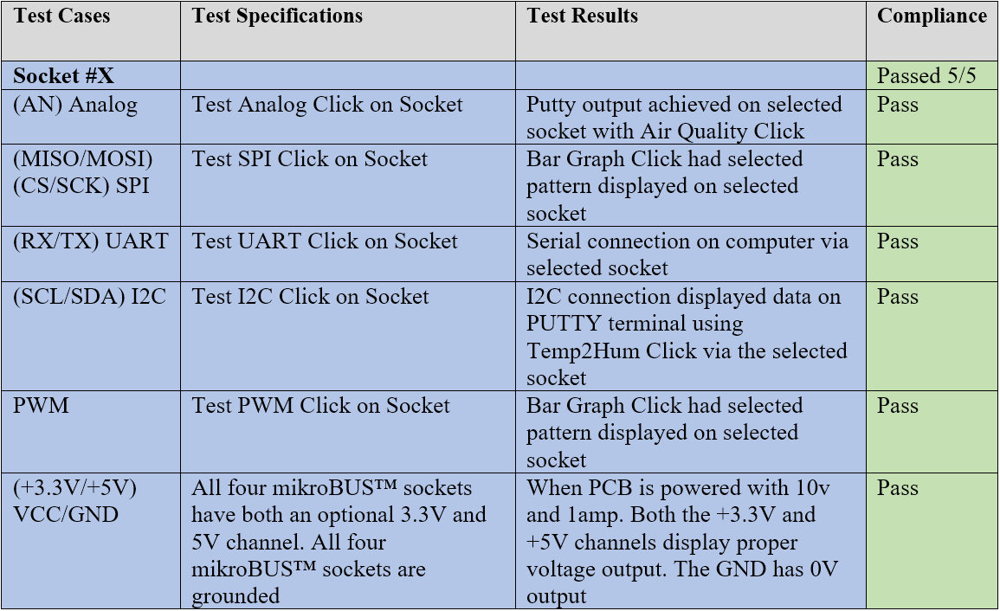 Test Cases Test Specifications Test Results Compliance
Socket #X Passed 5/5
(AN) Analog Test Analog Click on Socket Putty output achieved on selected Pass
socket with Air Quality Click
(MISO/MOSI) Test SPI Click on Socket Bar Graph Click had selected Pass
(CS/SCK) SPI pattern displayed on selected
socket
(RX/TX) UART Test UART Click on Socket Serial connection on computer via Pass
selected socket
(SCL/SDA) I2C Test I2C Click on Socket I2C connection displayed data on Pass
PUTTY terminal using
Temp2Hum Click via the selected
socket
PWM Test PWM Click on Socket Bar Graph Click had selected Pass
pattern displayed on selected
socket
(+3.3V/+5V) All four mikroBUS™ sockets When PCB is powered with 10v Pass
VCC/GND have both an optional 3.3V and and 1amp. Both the +3.3V and
5V channel. All four +5V channels display proper
mikroBUS™ sockets are voltage output. The GND has 0V
grounded output